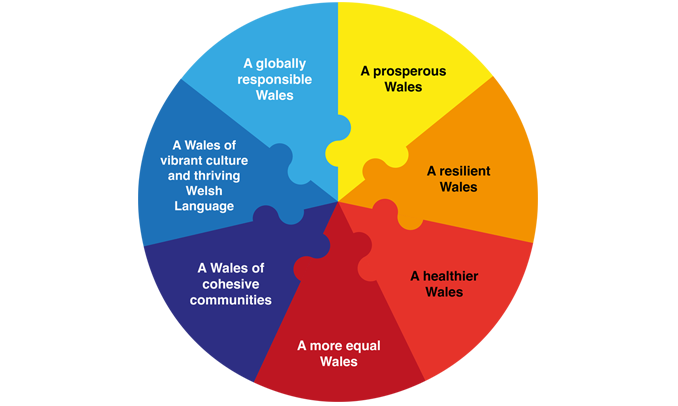 A prosperous
Wales
A resilient
Wales
A healthier
Wales
A more equal
Wales
A Wales of
cohesive
communities
A Wales of
vibrant culture
and thriving
Welsh
Language
A globally
responsible
Wales